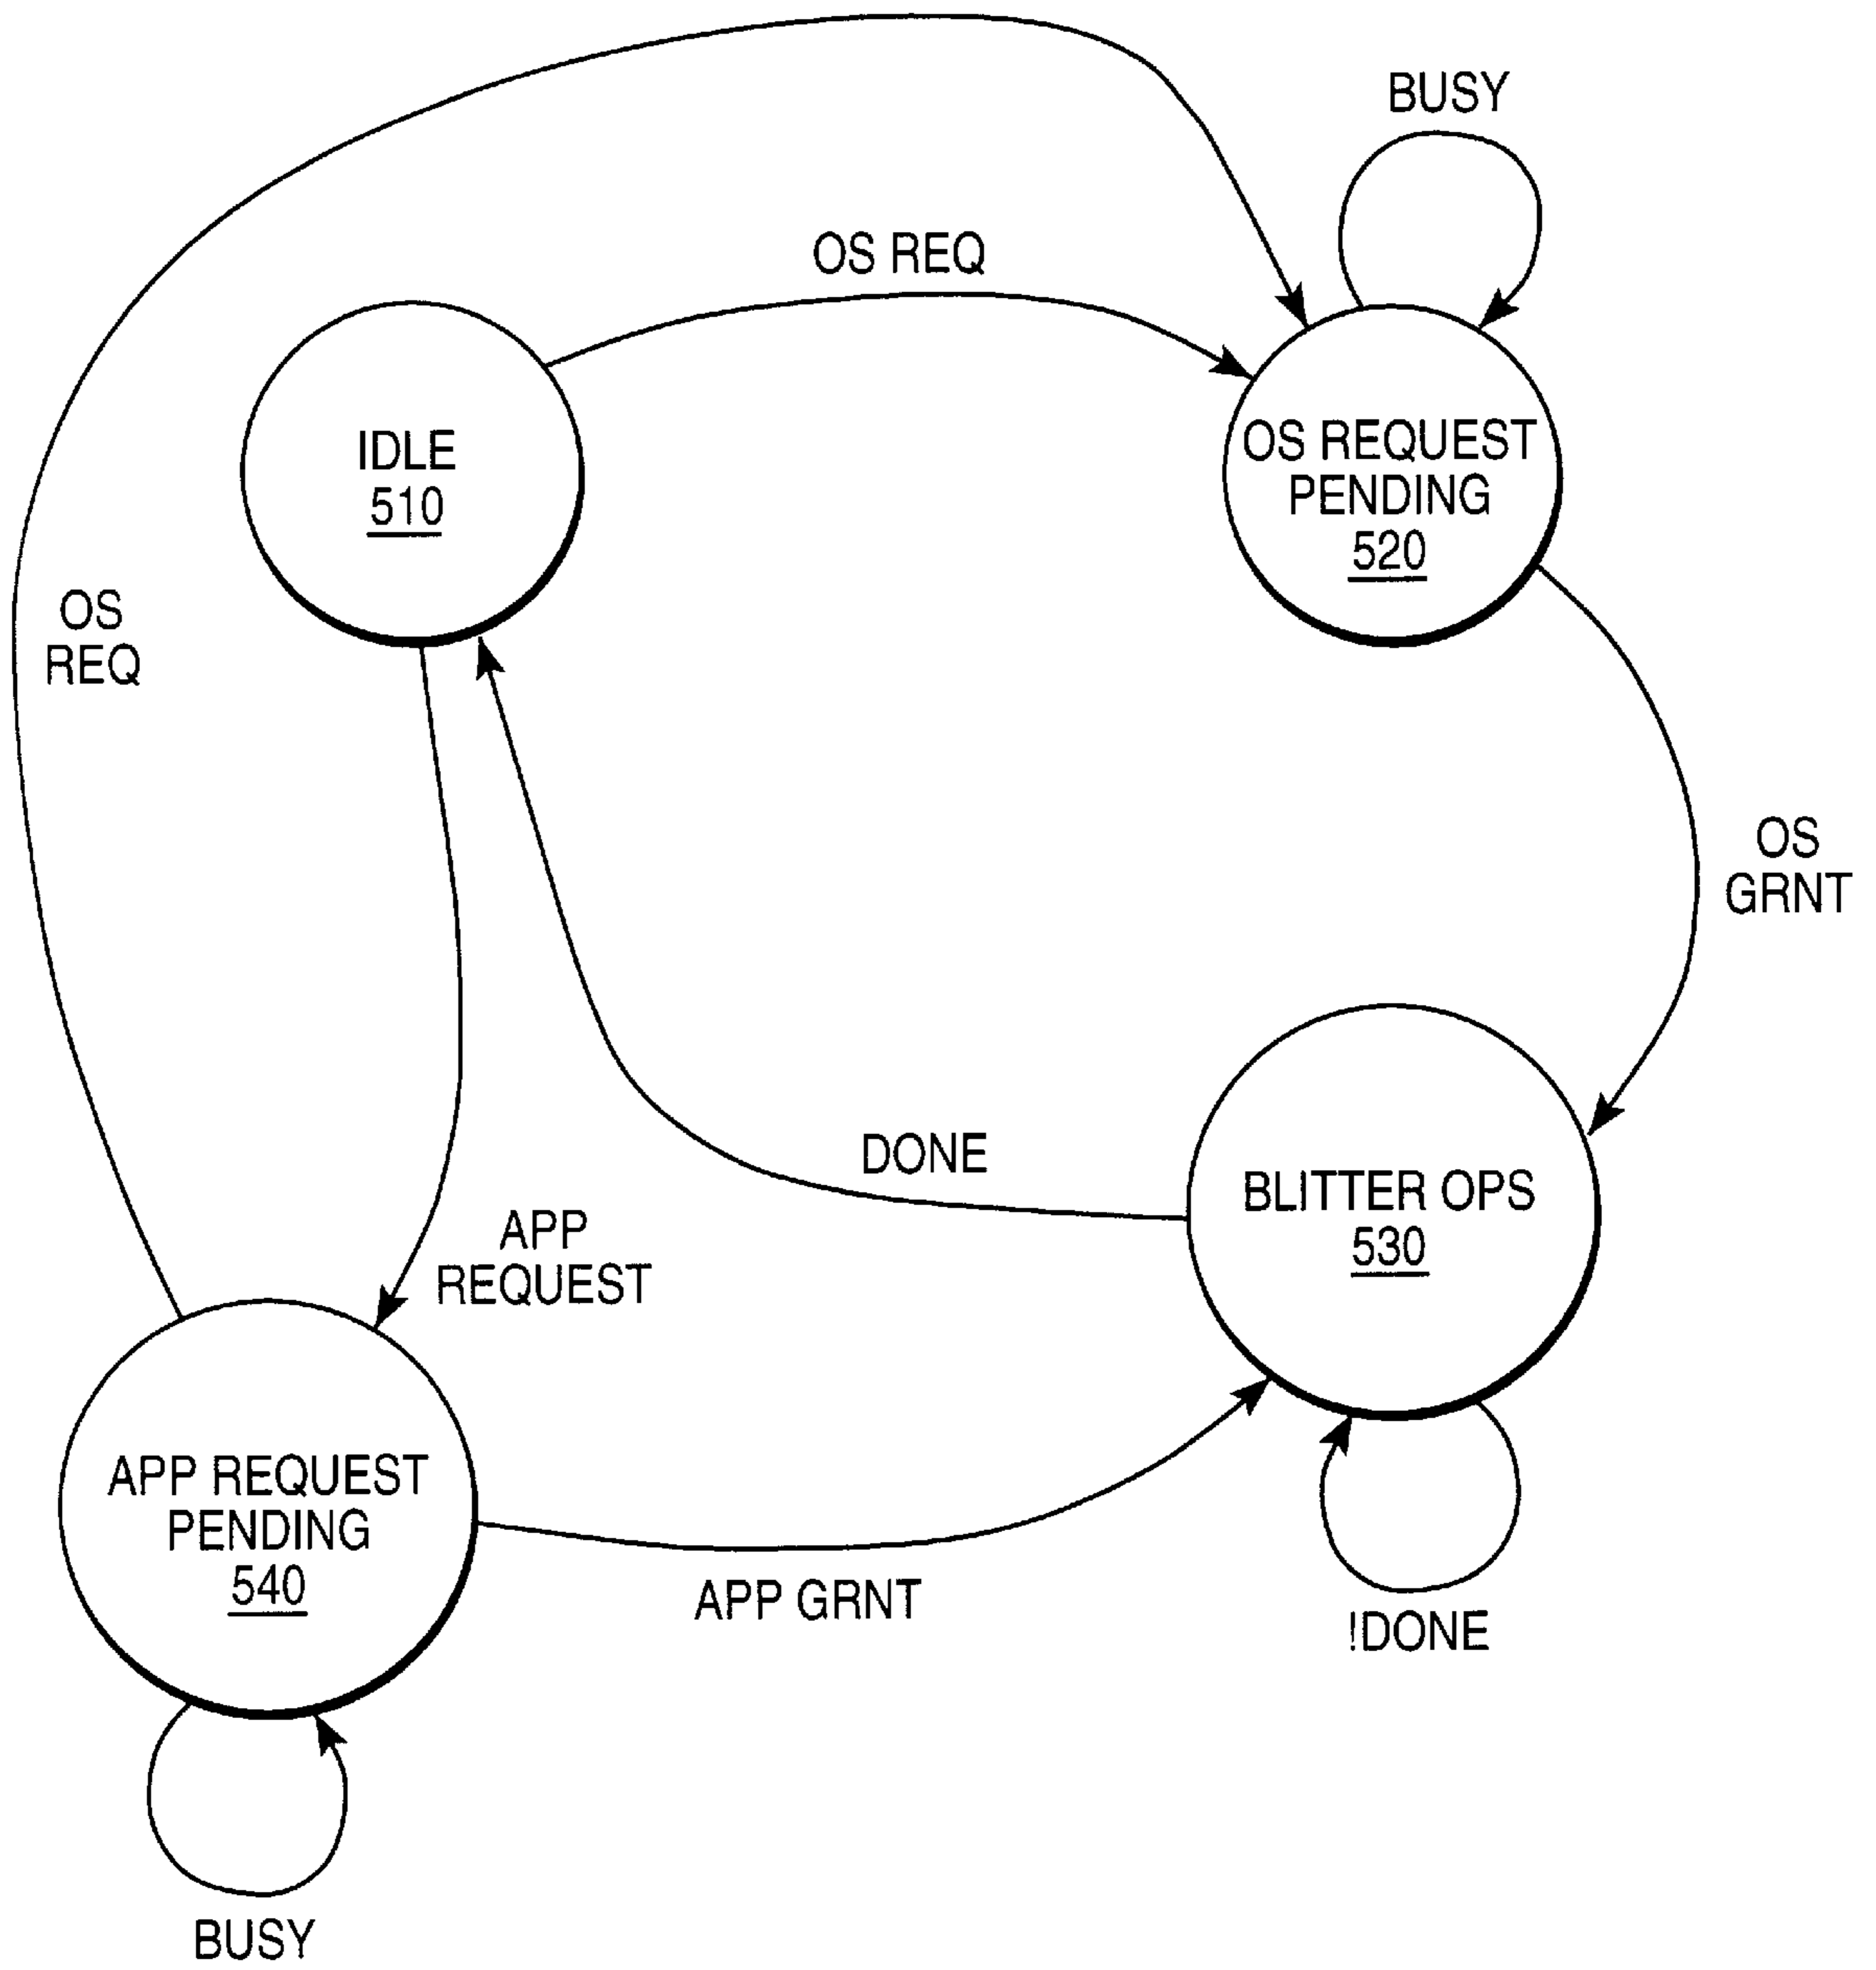 BUSY
OS REQ
IDLE
510
OS REQUEST
PENDING
520
OS
REQ
OS
GRNT
DONE
BLITTER OPS
530
APP
REQUEST
APP REQUEST
PENDING
540
APP GRNT
!DONE
BUSY